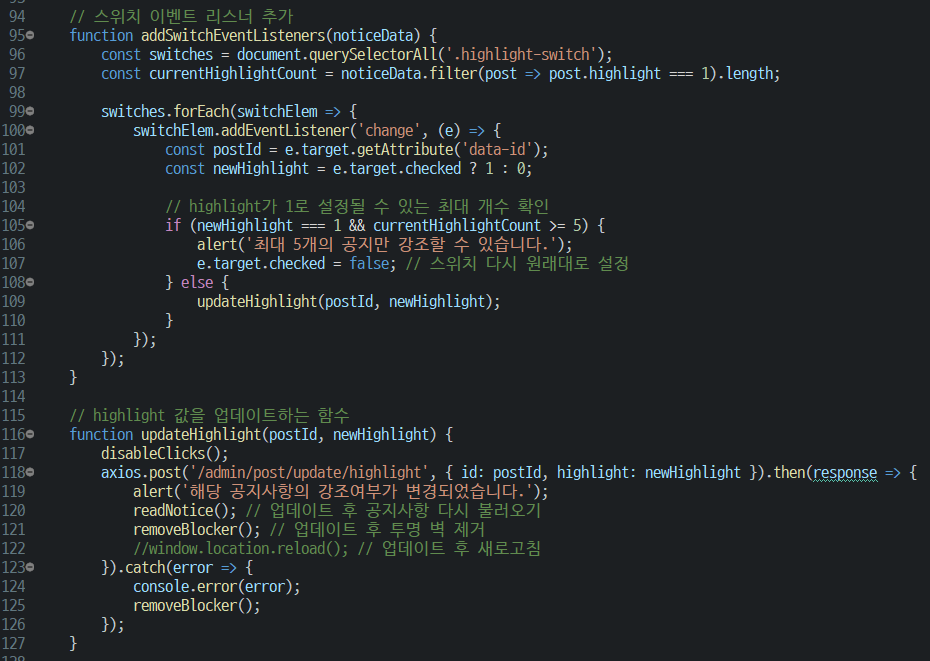 94 // 스위치 이벤트 리스너 추가
95 function addSwitchEventListeners(noticeData) {
96 const switches = document.querySelectorAll('.highlight-switch');
97 const currentHighlightCount = noticeData.filter(post => post.highlight === 1).length;
98
99 switches.forEach(switchElem => {
100 switchElem.addEventListener('change', (e) => {
101 const postId = e.target.getAttribute('data-id');
102 const newHighlight = e.target.checked ? 1 : 0;
103
104 // highlight가 1로 설정될 수 있는 최대 개수 확인
105 if (newHighlight === 1 && currentHighlightCount >= 5) {
106 alert('최대 5개의 공지만 강조할 수 있습니다.');
107 e.target.checked = false; // 스위치 다시 원래대로 설정
108 } else {
109 updateHighlight(postId, newHighlight);
110 }
111 });
112 });
113 }
114
115 // highlight 값을 업데이트하는 함수
116 function updateHighlight(postId, newHighlight) {
117 disableClicks();
118 axios.post('/admin/post/update/highlight', { id: postId, highlight: newHighlight }).then(response => {
119 alert('해당 공지사항의 강조여부가 변경되었습니다.');
120 readNotice(); // 업데이트 후 공지사항 다시 불러오기
121 removeBlocker(); // 업데이트 후 투명 벽 제거
122 //window.location.reload(); // 업데이트 후 새로고침
123 }).catch(error => {
124 console.error(error);
125 removeBlocker();
126 });
127 }